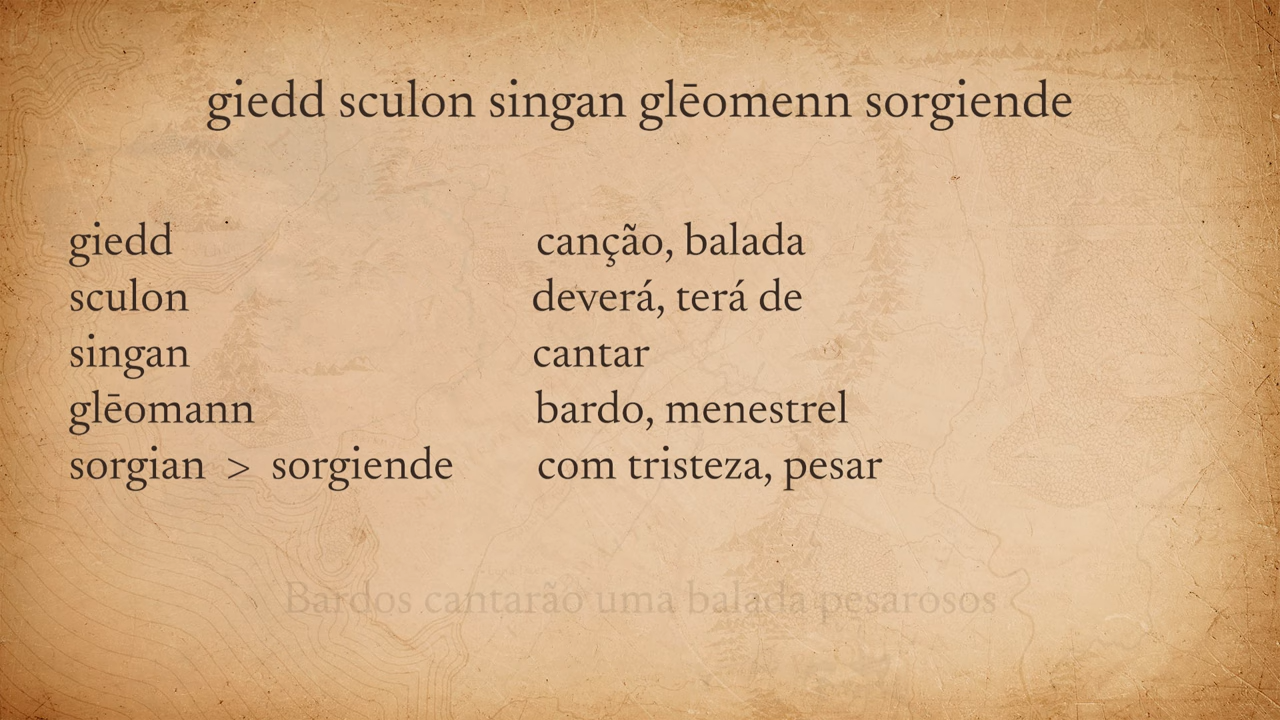 giedd sculon singan glēomenn sorgiende
giedd canção, balada
sculon deverá, terá de
singan cantar
glēomann bardo, menestrel
sorgian > sorgiende com tristeza, pesar
Bardos cantarão uma balada pesarosos